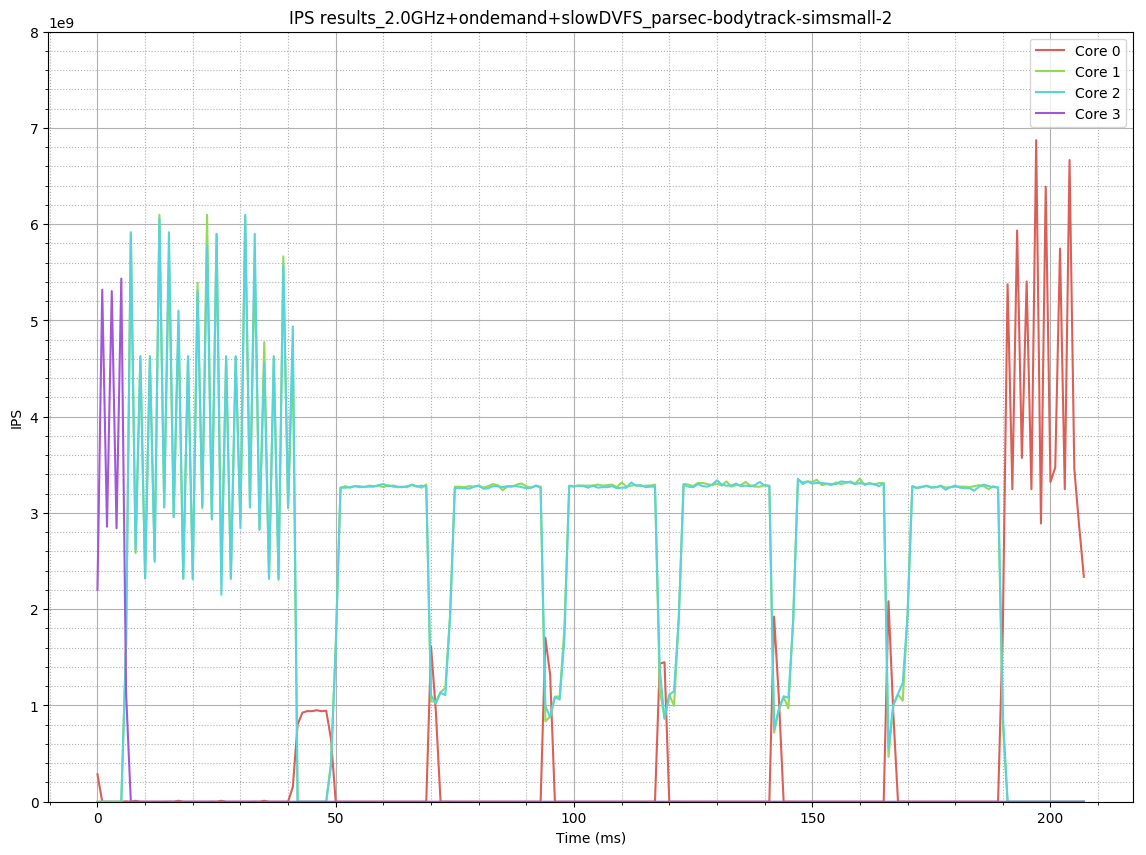 IPS results_2.0GHz+ondemand+slowDVFS_parsec-bodytrack-simsmall-2
1e9
8
7
6
5
4
3
2
1
0
IPS
0 50 100 150 200
Time (ms)
Core 0
Core 1
Core 2
Core 3